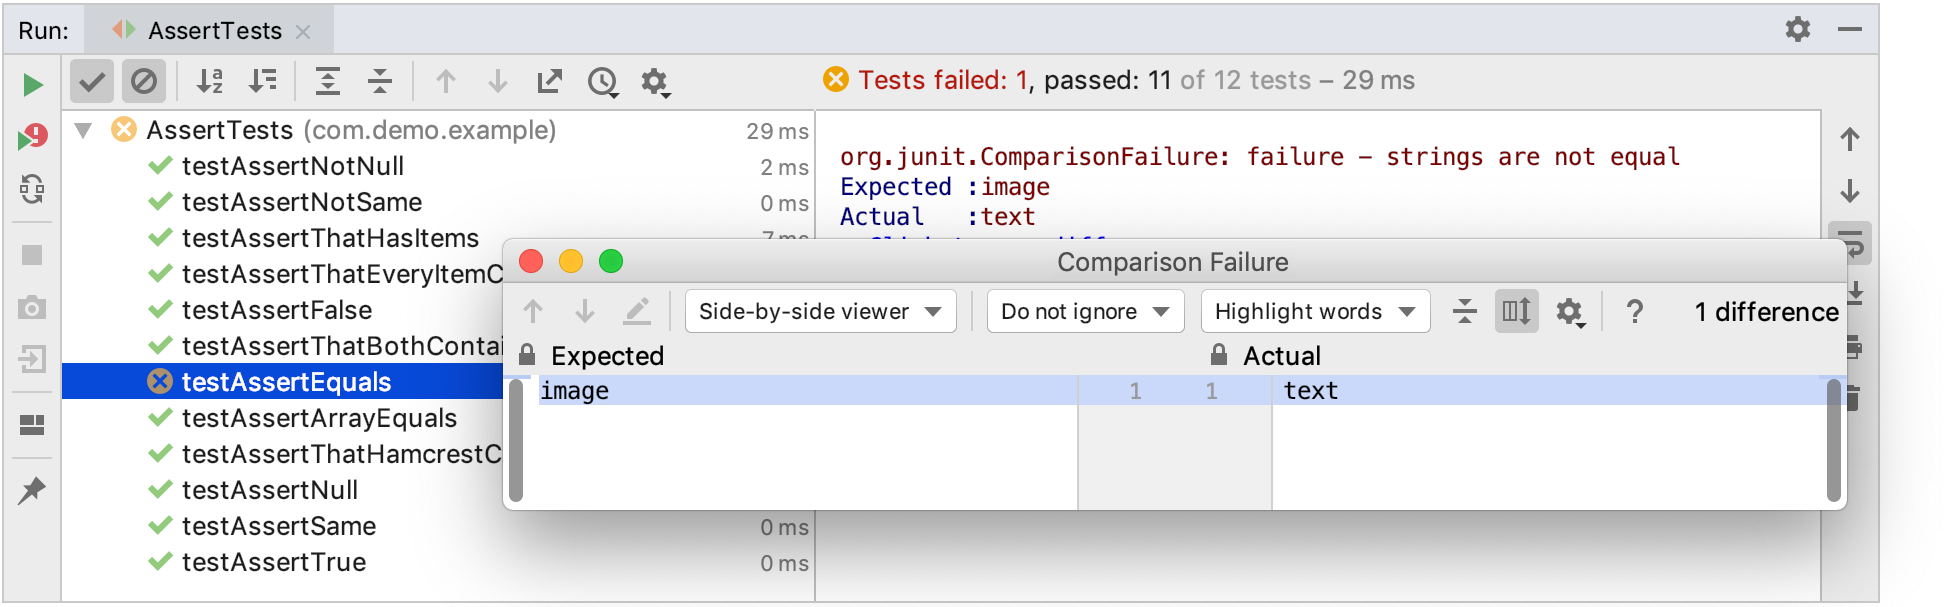 Run: AssertTests
Tests failed: 1, passed: 11 of 12 tests – 29 ms
AssertTests (com.demo.example) 29 ms
testAssertNotNull 2 ms
testAssertNotSame 0 ms
testAssertThatHasItems
testAssertThatEveryItemC
testAssertFalse
testAssertThatBothContai
testAssertEquals
testAssertArrayEquals
testAssertThatHamcrestC
testAssertNull
testAssertSame 0 ms
testAssertTrue 0 ms
org.junit.ComparisonFailure: failure – strings are not equal
Expected :image
Actual :text
Comparison Failure
Side-by-side viewer Do not ignore Highlight words ? 1 difference
Expected Actual
image 1 1 text